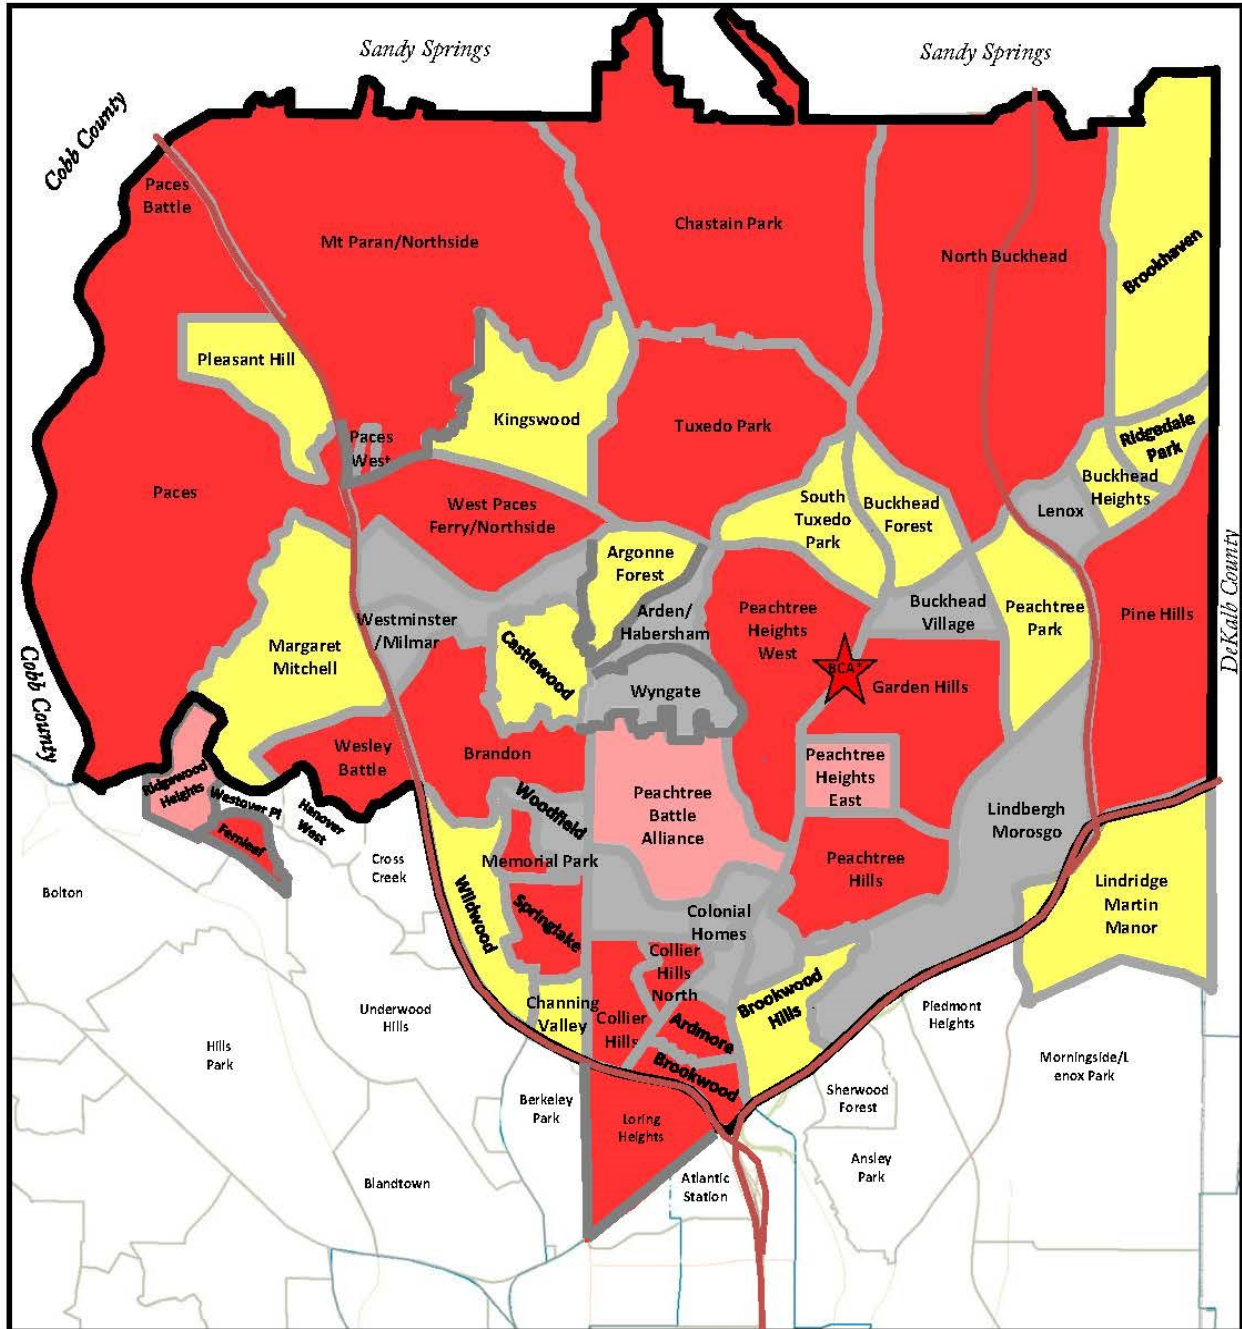 Sandy Springs
Sandy Springs
Cobb County
Paces
Battle
Mt Paran/Northside
Chastain Park
North Buckhead
Brookhaven
Pleasant Hill
Kingswood
Tuxedo Park
Paces
West
Ridgedale
Park
Buckhead
Heights
Paces
West Paces
Ferry/Northside
South
Tuxedo
Park
Buckhead
Forest
Lenox
Argonne
Forest
DeKalb County
Westminster
/Milmar
Arden/
Habersham
Peachtree
Heights
West
Buckhead
Village
Peachtree
Park
Pine Hills
Margaret
Mitchell
Castlewood
BCA*
Garden Hills
Cobb County
Wyngate
Wesley
Battle
Brandon
Peachtree
Heights
East
Ridgewood
Heights
Westover Pl
Hanover
West
Woodfield
Peachtree
Battle
Alliance
Lindbergh
Morosgo
Fernleaf
Cross
Creek
Memorial Park
Peachtree
Hills
Bolton
Wildwood
Springlake
Colonial
Homes
Lindridge
Martin
Manor
Collier
Hills
North
Brookwood
Hills
Channing
Valley
Collier
Hills
Ardmore
Underwood
Hills
Piedmont
Heights
Hills
Park
Brookwood
Morningside/L
enox Park
Berkeley
Park
Loring
Heights
Sherwood
Forest
Blandtown
Atlantic
Station
Ansley
Park